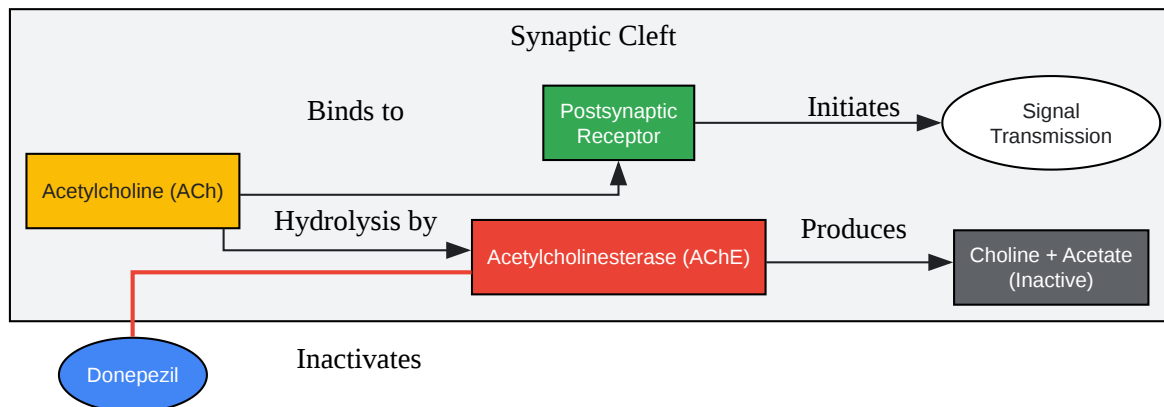 Synaptic Cleft
Binds to
Postsynaptic
Receptor
Initiates
Signal
Transmission
Acetylcholine (ACh)
Hydrolysis by
Acetylcholinesterase (AChE)
Produces
Choline + Acetate
(Inactive)
Inactivates
Donepezil